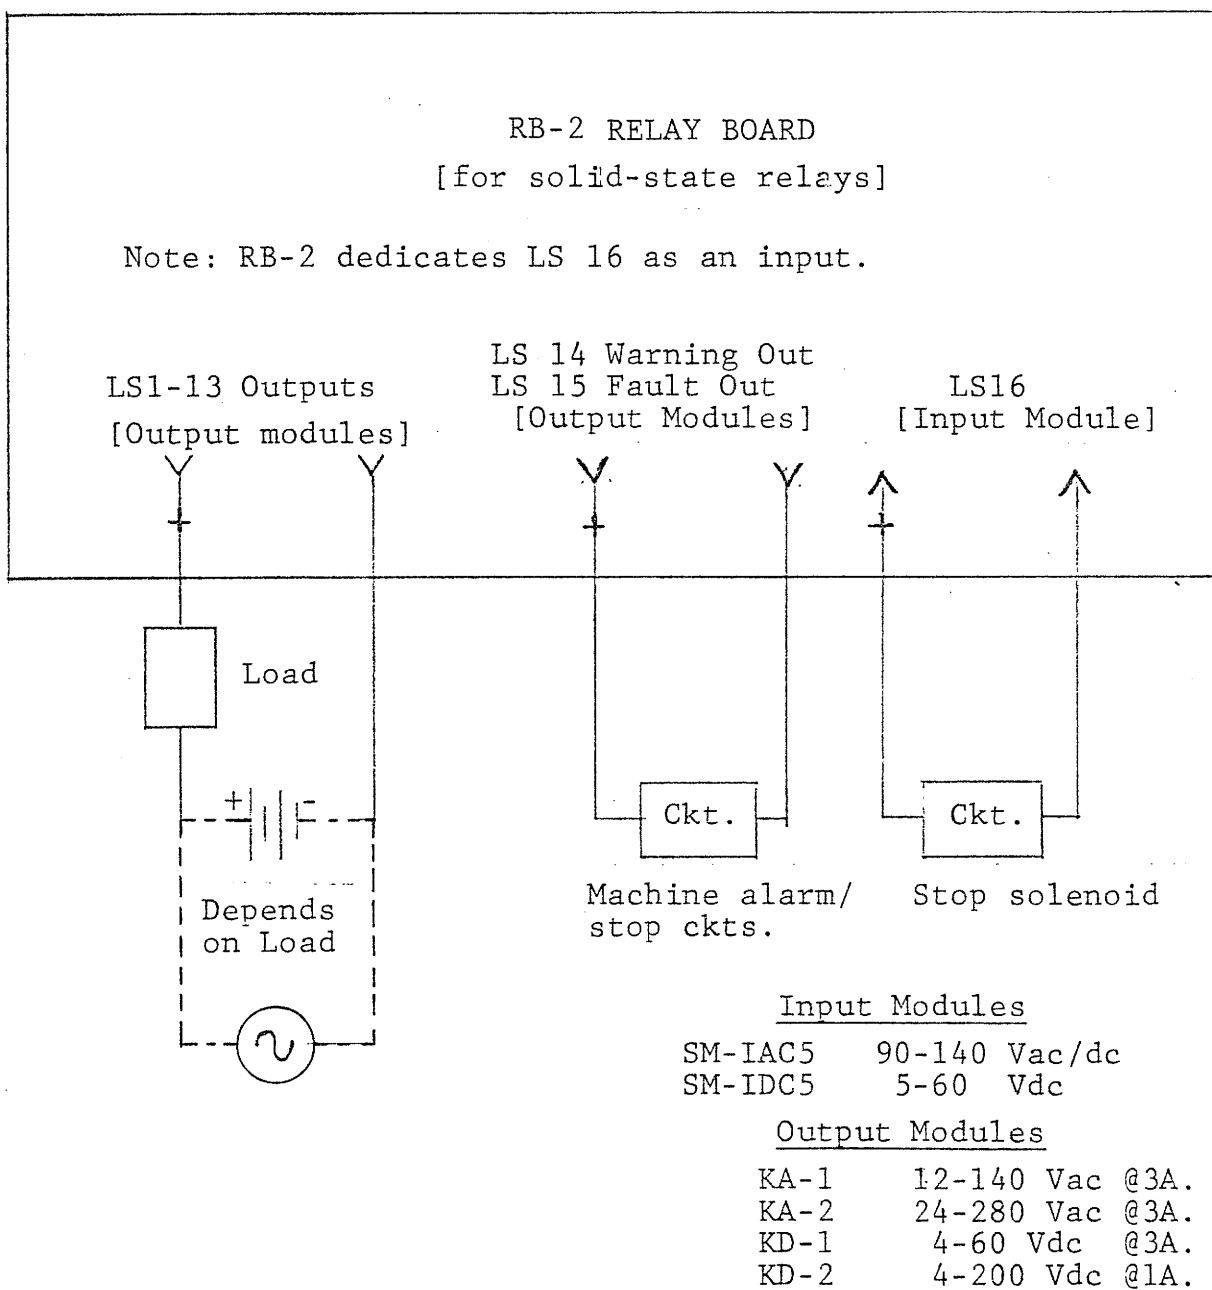 RB-2 RELAY BOARD
[for solid-state relays]
Note: RB-2 dedicates LS 16 as an input.
LS1-13 Outputs
[Output modules]
LS 14 Warning Out
LS 15 Fault Out
[Output Modules]
LS16
[Input Module]
+
+
+
Load
+ -
Depends
on Load
Ckt.
Machine alarm/
stop ckts.
Ckt.
Stop solenoid
Input Modules
SM-IAC5 90-140 Vac/dc
SM-IDC5 5-60 Vdc
Output Modules
KA-1 12-140 Vac @3A.
KA-2 24-280 Vac @3A.
KD-1 4-60 Vdc @3A.
KD-2 4-200 Vdc @1A.